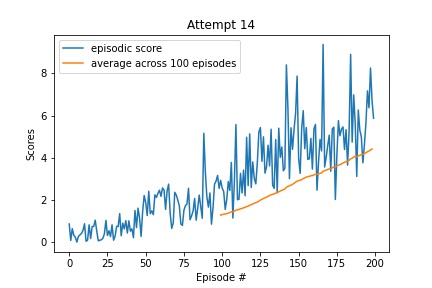 Attempt 14
episodic score
average across 100 episodes
Scores
8
6
4
2
0
0 25 50 75 100 125 150 175 200
Episode #